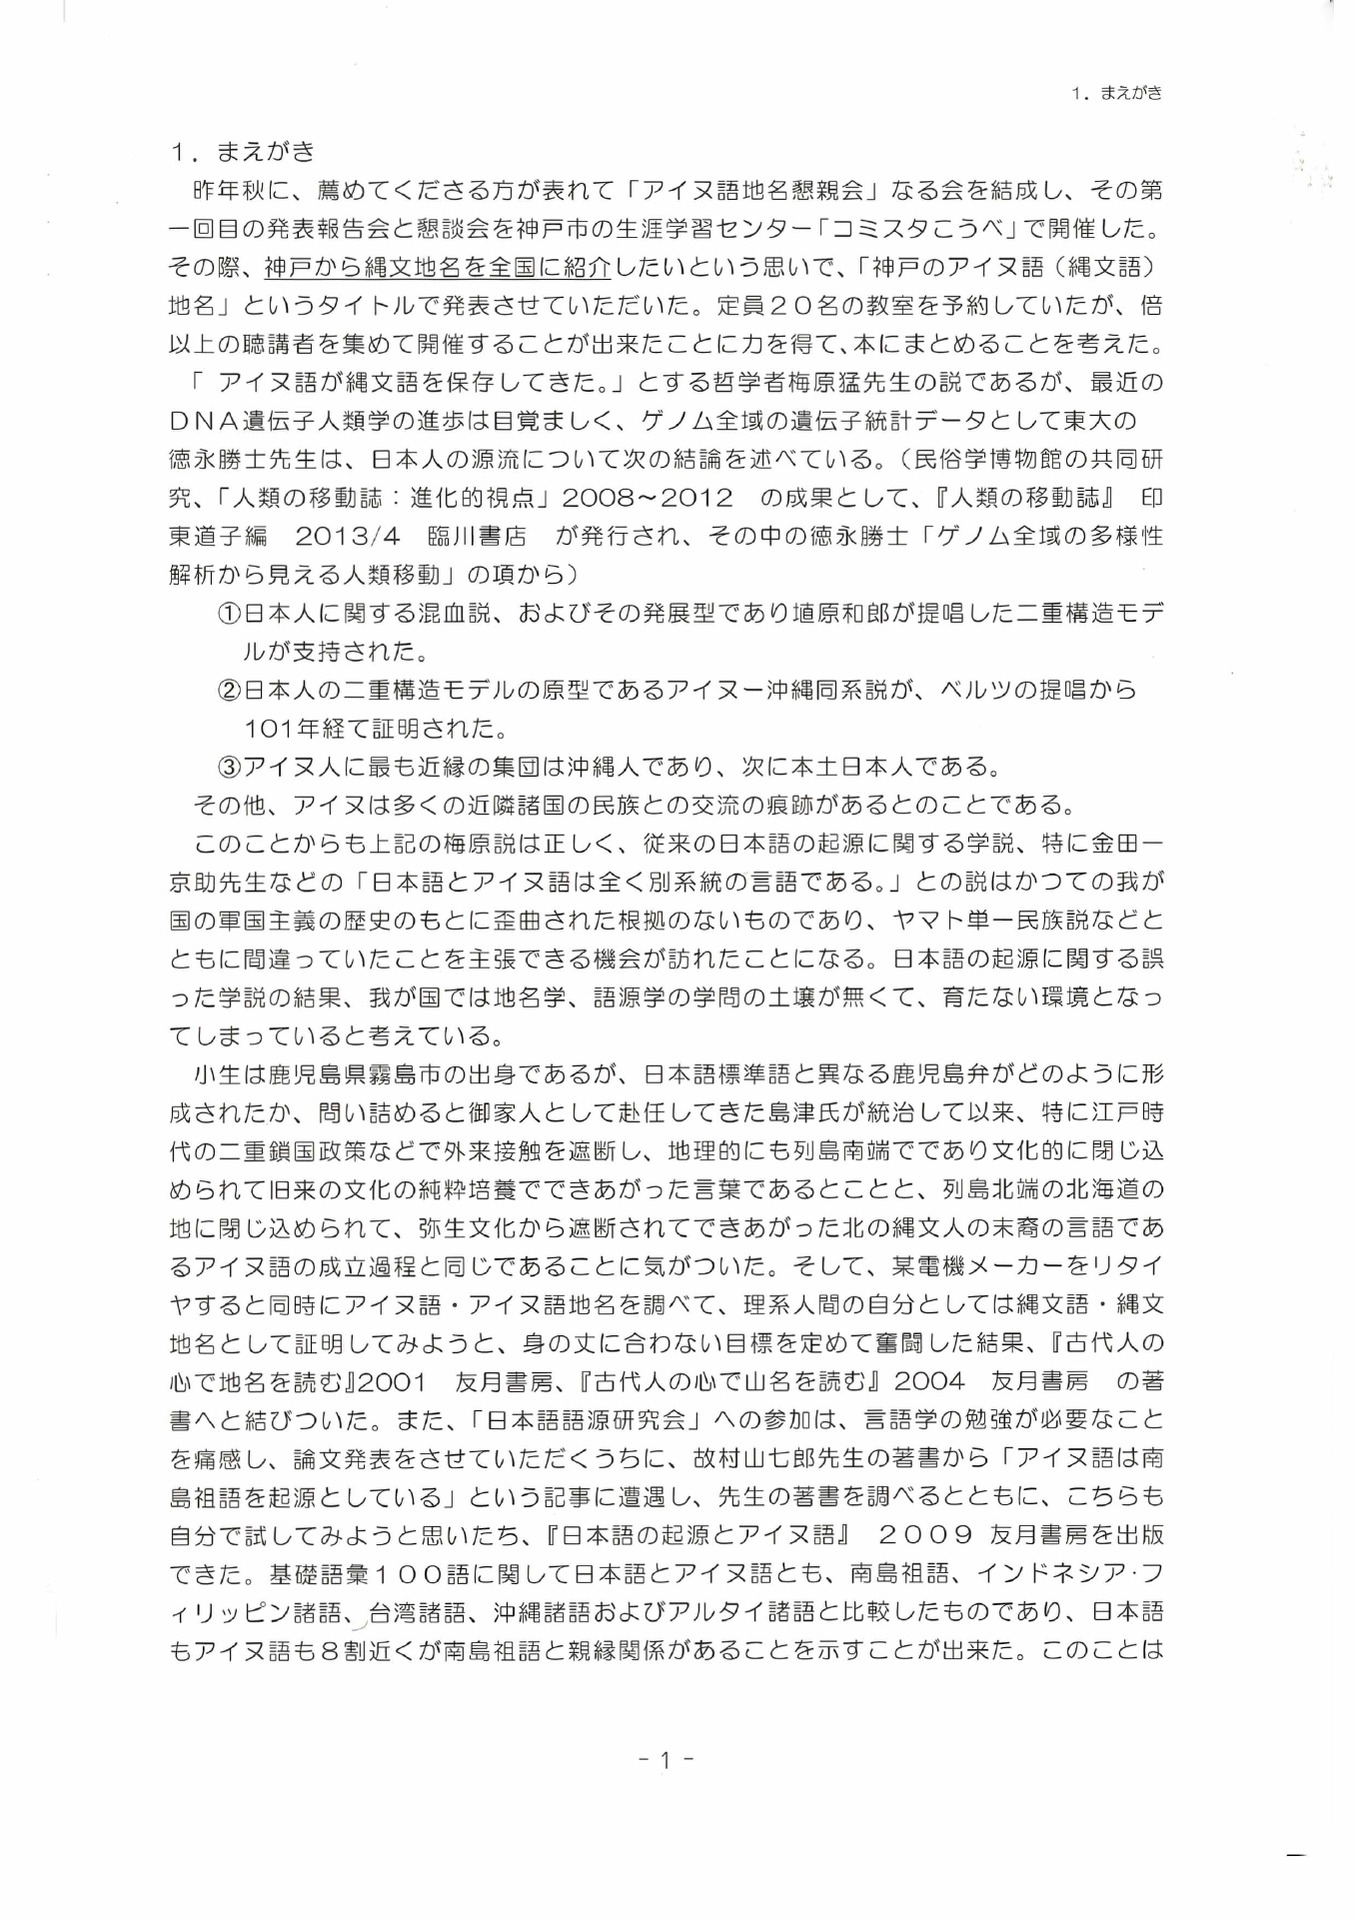 1．まえがき
1．まえがき
　昨年秋に、薦めてくださる方が表れて「アイヌ語地名懇親会」なる会を結成し、その第
一回目の発表報告会と懇談会を神戸市の生涯学習センター「コミスタこうべ」で開催した。
その際、神戸から縄文地名を全国に紹介したいという思いで、「神戸のアイヌ語（縄文語）
地名」というタイトルで発表させていただいた。定員２０名の教室を予約していたが、倍
以上の聴講者を集めて開催することが出来たことに力を得て、本にまとめることを考えた。
「 アイヌ語が縄文語を保存してきた。」とする哲学者梅原猛先生の説であるが、最近の
ＤＮＡ遺伝子人類学の進歩は目覚ましく、ゲノム全域の遺伝子統計データとして東大の
徳永勝士先生は、日本人の源流について次の結論を述べている。（民俗学博物館の共同研
究、「人類の移動誌：進化的視点」2008～2012　の成果として、『人類の移動誌』　印
東道子編　2013/4　臨川書店　が発行され、その中の徳永勝士「ゲノム全域の多様性
解析から見える人類移動」の項から）
①日本人に関する混血説、およびその発展型であり埴原和郎が提唱した二重構造モデ
ルが支持された。
②日本人の二重構造モデルの原型であるアイヌー沖縄同系説が、ベルツの提唱から
101年経て証明された。
③アイヌ人に最も近縁の集団は沖縄人であり、次に本土日本人である。
　その他、アイヌは多くの近隣諸国の民族との交流の痕跡があるとのことである。
　このことからも上記の梅原説は正しく、従来の日本語の起源に関する学説、特に金田一
京助先生などの「日本語とアイヌ語は全く別系統の言語である。」との説はかつての我が
国の軍国主義の歴史のもとに歪曲された根拠のないものであり、ヤマト単一民族説などと
ともに間違っていたことを主張できる機会が訪れたことになる。日本語の起源に関する誤
った学説の結果、我が国では地名学、語源学の学問の土壌が無くて、育たない環境となっ
てしまっていると考えている。
　小生は鹿児島県霧島市の出身であるが、日本語標準語と異なる鹿児島弁がどのように形
成されたか、問い詰めると御家人として赴任してきた島津氏が統治して以来、特に江戸時
代の二重鎖国政策などで外来接触を遮断し、地理的にも列島南端でであり文化的に閉じ込
められて旧来の文化の純粋培養でできあがった言葉であるとことと、列島北端の北海道の
地に閉じ込められて、弥生文化から遮断されてできあがった北の縄文人の末裔の言語であ
るアイヌ語の成立過程と同じであることに気がついた。そして、某電機メーカーをリタイ
ヤすると同時にアイヌ語・アイヌ語地名を調べて、理系人間の自分としては縄文語・縄文
地名として証明してみようと、身の丈に合わない目標を定めて奮闘した結果、『古代人の
心で地名を読む』2001　友月書房、『古代人の心で山名を読む』2004　友月書房　の著
書へと結びついた。また、「日本語語源研究会」への参加は、言語学の勉強が必要なこと
を痛感し、論文発表をさせていただくうちに、故村山七郎先生の著書から「アイヌ語は南
島祖語を起源としている」という記事に遭遇し、先生の著書を調べるとともに、こちらも
自分で試してみようと思いたち、『日本語の起源とアイヌ語』　２００９ 友月書房を出版
できた。基礎語彙１００語に関して日本語とアイヌ語とも、南島祖語、インドネシア・フ
ィリッピン諸語、台湾諸語、沖縄諸語およびアルタイ諸語と比較したものであり、日本語
もアイヌ語も８割近くが南島祖語と親縁関係があることを示すことが出来た。このことは
- 1 -